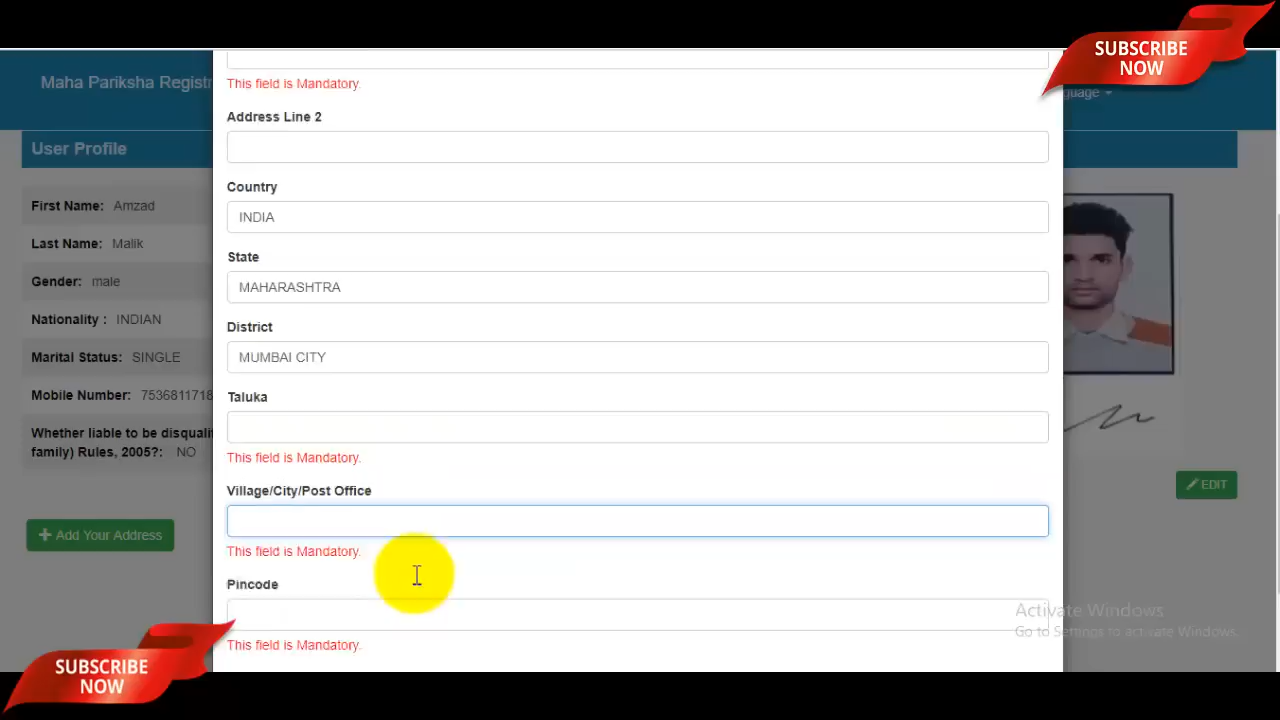 SUBSCRIBE
NOW
Maha Pariksha Registr
guage
User Profile
First Name: Amzad
Last Name: Malik
Gender: male
Nationality : INDIAN
Marital Status: SINGLE
Mobile Number: 7536811718
Whether liable to be disquali
family) Rules, 2005?: NO
+ Add Your Address
This field is Mandatory.
Address Line 2
Country
INDIA
State
MAHARASHTRA
District
MUMBAI CITY
Taluka
This field is Mandatory.
Village/City/Post Office
This field is Mandatory.
Pincode
This field is Mandatory.
EDIT
Activate Windows
Go to Settings to activate Windows.
SUBSCRIBE
NOW